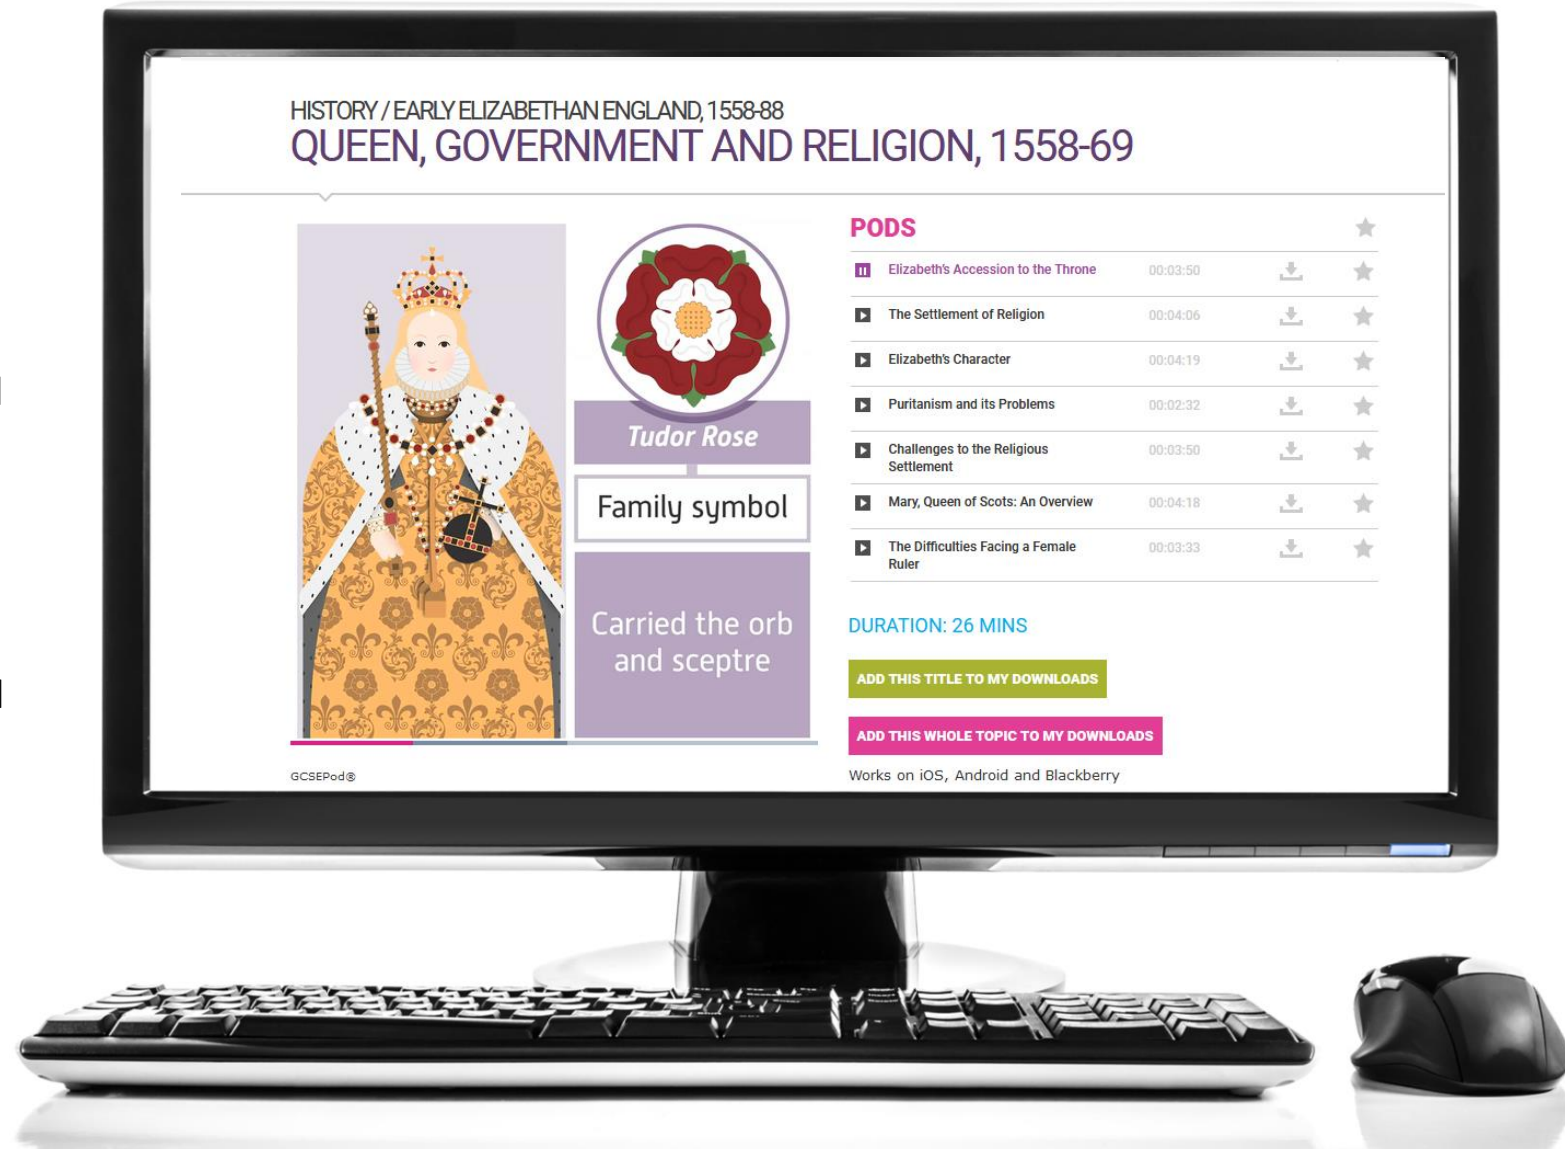 HISTORY / EARLY ELIZABETHAN ENGLAND, 1558-88
QUEEN, GOVERNMENT AND RELIGION, 1558-69
Tudor Rose
Family symbol
Carried the orb
and sceptre
GCSEPod®
PODS
Elizabeth's Accession to the Throne 00:03:50
The Settlement of Religion 00:04:06
Elizabeth's Character 00:04:19
Puritanism and its Problems 00:02:32
Challenges to the Religious 00:03:50
Settlement
Mary, Queen of Scots: An Overview 00:04:18
The Difficulties Facing a Female 00:03:33
Ruler
DURATION: 26 MINS
ADD THIS TITLE TO MY DOWNLOADS
ADD THIS WHOLE TOPIC TO MY DOWNLOADS
Works on iOS, Android and Blackberry